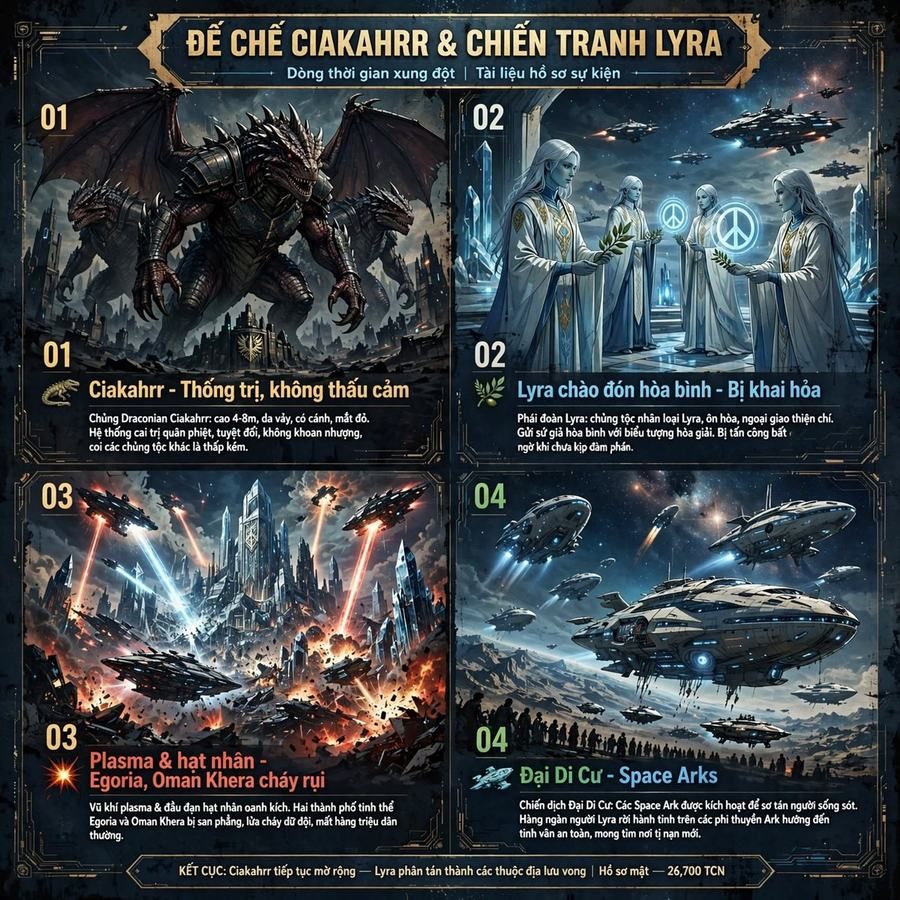 ĐẾ CHẾ CIAKAHRR & CHIẾN TRANH LYRA
Dòng thời gian xung đột | Tài liệu hồ sơ sự kiện
01
01
Ciakahrr - Thống trị, không thấu cảm
Chủng Draconian Ciakahrr: cao 4-8m, da vảy, có cánh, mắt đỏ.
Hệ thống cai trị quân phiệt, tuyệt đối, không khoan nhượng,
coi các chủng tộc khác là thấp kém.
02
02
Lyra chào đón hòa bình - Bị khai hỏa
Phái đoàn Lyra: chủng tộc nhân loại Lyra, ôn hòa, ngoại giao thiện chí.
Gửi sứ giả hòa bình với biểu tượng hòa giải. Bị tấn công bất
ngờ khi chưa kịp đàm phán.
03
03
Plasma & hạt nhân -
Egoria, Oman Khera cháy rụi
Vũ khí plasma & đầu đạn hạt nhân oanh kích. Hai thành phố tinh thể
Egoria và Oman Khera bị san phẳng, lửa cháy dữ dội, mất hàng triệu dân
thường.
04
04
Đại Di Cư - Space Arks
Chiến dịch Đại Di Cư: Các Space Ark được kích hoạt để sơ tán người sống sót.
Hàng ngàn người Lyra rời hành tinh trên các phi thuyền Ark hướng đến
tinh vân an toàn, mong tìm nơi tị nạn mới.
KẾT CỤC: Ciakahrr tiếp tục mở rộng — Lyra phân tán thành các thuộc địa lưu vong | Hồ sơ mật — 26,700 TCN